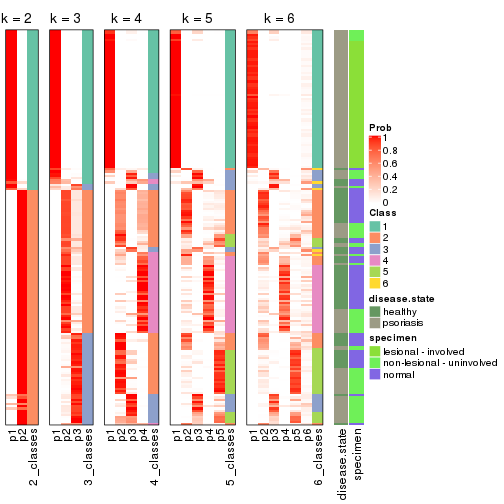 k = 2 k = 3 k = 4 k = 5 k = 6
Prob
1
0.8
0.6
0.4
0.2
0
Class
1
2
3
4
5
6
disease.state
healthy
psoriasis
specimen
lesional - involved
non-lesional - uninvolved
normal
p1
p2
2_classes
p1
p2
p3
3_classes
p1
p2
p3
p4
4_classes
p1
p2
p3
p4
p5
5_classes
p1
p2
p3
p4
p5
p6
6_classes
disease.state
specimen